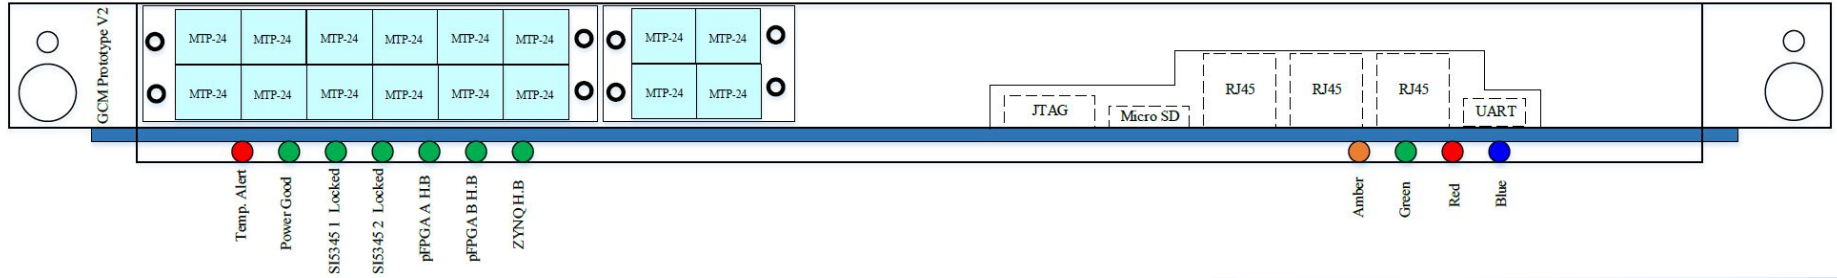 GCM Prototype V2
MTP-24 MTP-24 MTP-24 MTP-24 MTP-24 MTP-24 MTP-24 MTP-24
MTP-24 MTP-24 MTP-24 MTP-24 MTP-24 MTP-24 MTP-24 MTP-24
RJ45 RJ45 RJ45
JTAG Micro SD UART
Temp. Alert
Power Good
SI5345 1 Locked
SI5345 2 Locked
pFPGA A H.B
pFPGA B H.B
ZYNQ H.B
Amber
Green
Red
Blue